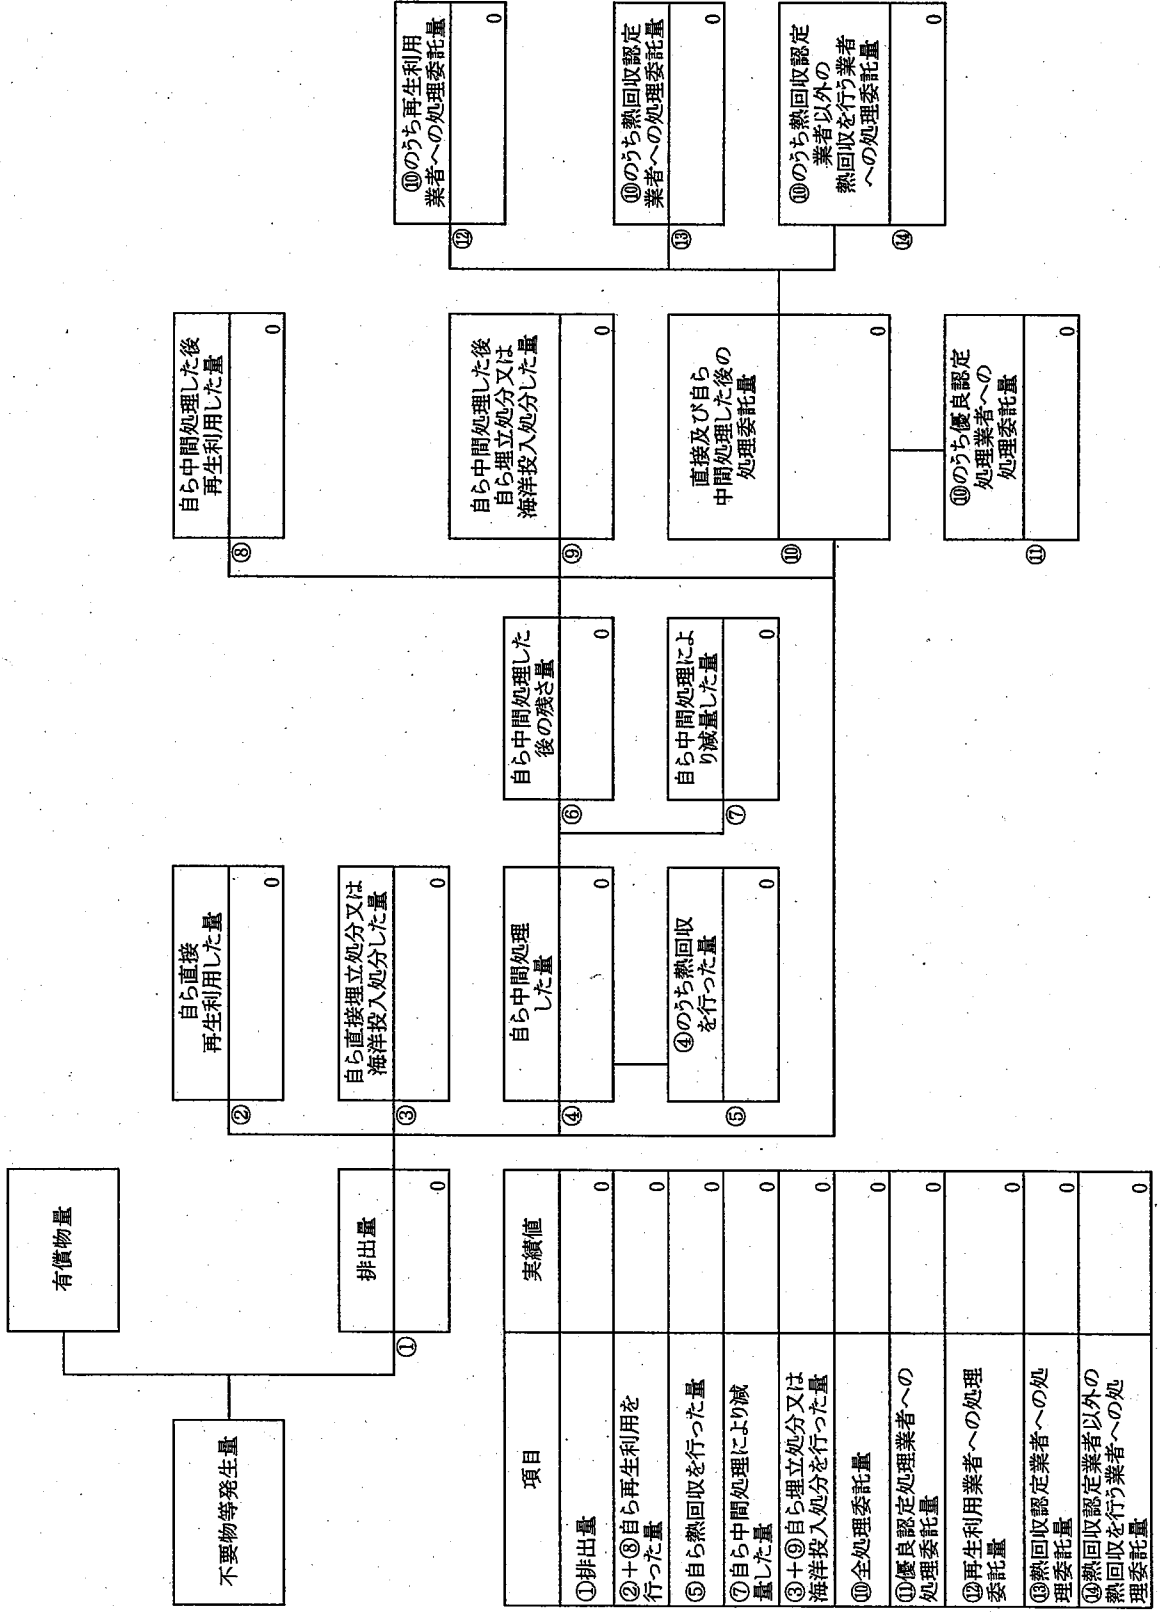 不要物等発生量
有償物量
①
排出量
0
②
自ら直接
再生利用した量
0
③
自ら直接埋立処分又は
海洋投入処分した量
0
④
自ら中間処理
した量
0
⑤
④のうち熱回収
を行った量
0
⑥
自ら中間処理した
後の残さ量
0
⑦
自ら中間処理によ
り減量した量
0
⑧
自ら中間処理した後
再生利用した量
0
⑨
自ら中間処理した後
自ら埋立処分又は
海洋投入処分した量
0
⑩
直接及び自ら
中間処理した後の
処理委託量
0
⑪
⑩のうち優良認定
処理業者への
処理委託量
0
⑫
⑩のうち再生利用
業者への処理委託量
0
⑬
⑩のうち熱回収認定
業者への処理委託量
0
⑭
⑩のうち熱回収認定
業者以外の
熱回収を行う業者
への処理委託量
0
項目 実績値
①排出量 0
②+⑧自ら再生利用を
行った量 0
⑤自ら熱回収を行った量 0
⑦自ら中間処理により減
量した量 0
③+⑨自ら埋立処分又は
海洋投入処分を行った量 0
⑩全処理委託量 0
⑪優良認定処理業者への
処理委託量 0
⑫再生利用業者への処理
委託量 0
⑬熱回収認定業者への処
理委託量 0
⑭熱回収認定業者以外の
熱回収を行う業者への処
理委託量 0